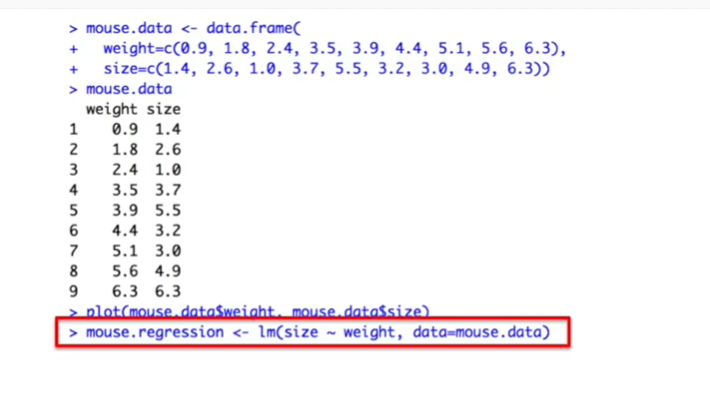 > mouse.data <- data.frame(
+ weight=c(0.9, 1.8, 2.4, 3.5, 3.9, 4.4, 5.1, 5.6, 6.3),
+ size=c(1.4, 2.6, 1.0, 3.7, 5.5, 3.2, 3.0, 4.9, 6.3))
> mouse.data
weight size
1 0.9 1.4
2 1.8 2.6
3 2.4 1.0
4 3.5 3.7
5 3.9 5.5
6 4.4 3.2
7 5.1 3.0
8 5.6 4.9
9 6.3 6.3
> plot(mouse.data$weight, mouse.data$size)
> mouse.regression <- lm(size ~ weight, data=mouse.data)